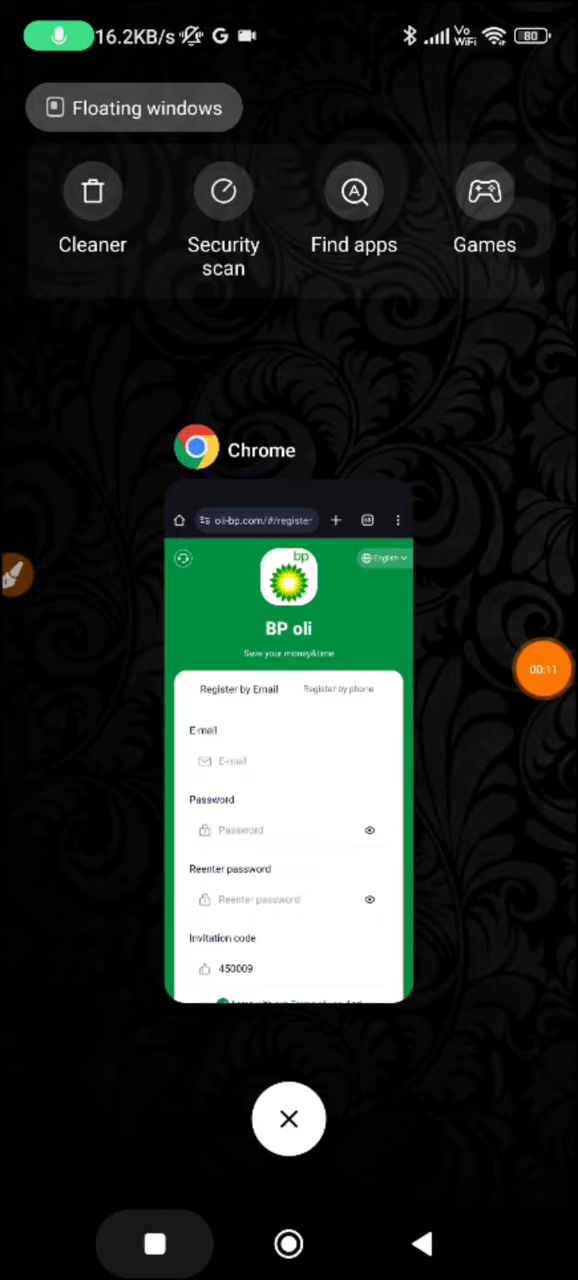 16.2KB/s
Vo
WiFi
80
Floating windows
Cleaner
Security
scan
Find apps
Games
Chrome
oli-bp.com/#/register
bp
English
BP oli
Save your money&time
00:11
Register by Email
Register by phone
E-mail
E-mail
Password
Password
Reenter password
Reenter password
Invitation code
450009